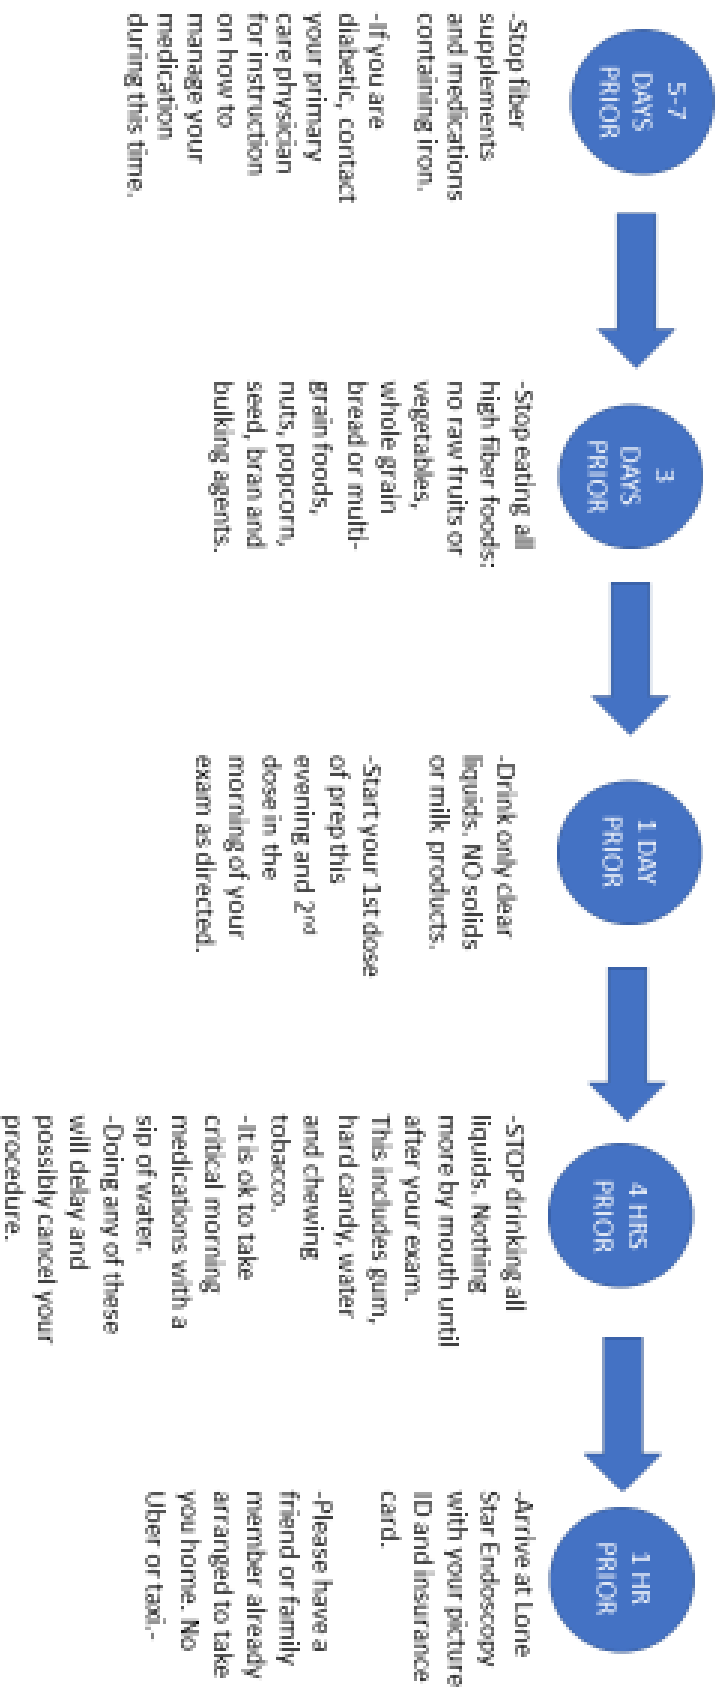 5-7
DAYS
PRIOR
-Stop fiber
supplements
and medications
containing iron.
-If you are
diabetic, contact
your primary
care physician
for instruction
on how to
manage your
medication
during this time.
3
DAYS
PRIOR
-Stop eating all
high fiber foods:
no raw fruits or
vegetables,
whole grain
bread or multi-
grain foods,
nuts, popcorn,
seed, bran and
bulking agents.
1 DAY
PRIOR
-Drink only clear
liquids. NO solids
or milk products.
-Start your 1st dose
of prep this
evening and 2nd
dose in the
morning of your
exam as directed.
4 HRS
PRIOR
-STOP drinking all
liquids. Nothing
more by mouth until
after your exam.
This includes gum,
hard candy, water
and chewing
tobacco.
-It is ok to take
critical morning
medications with a
sip of water.
-Doing any of these
will delay and
possibly cancel your
procedure.
1 HR
PRIOR
-Arrive at Lone
Star Endoscopy
with your picture
ID and insurance
card.
-Please have a
friend or family
member already
arranged to take
you home. No
Uber or taxi.-